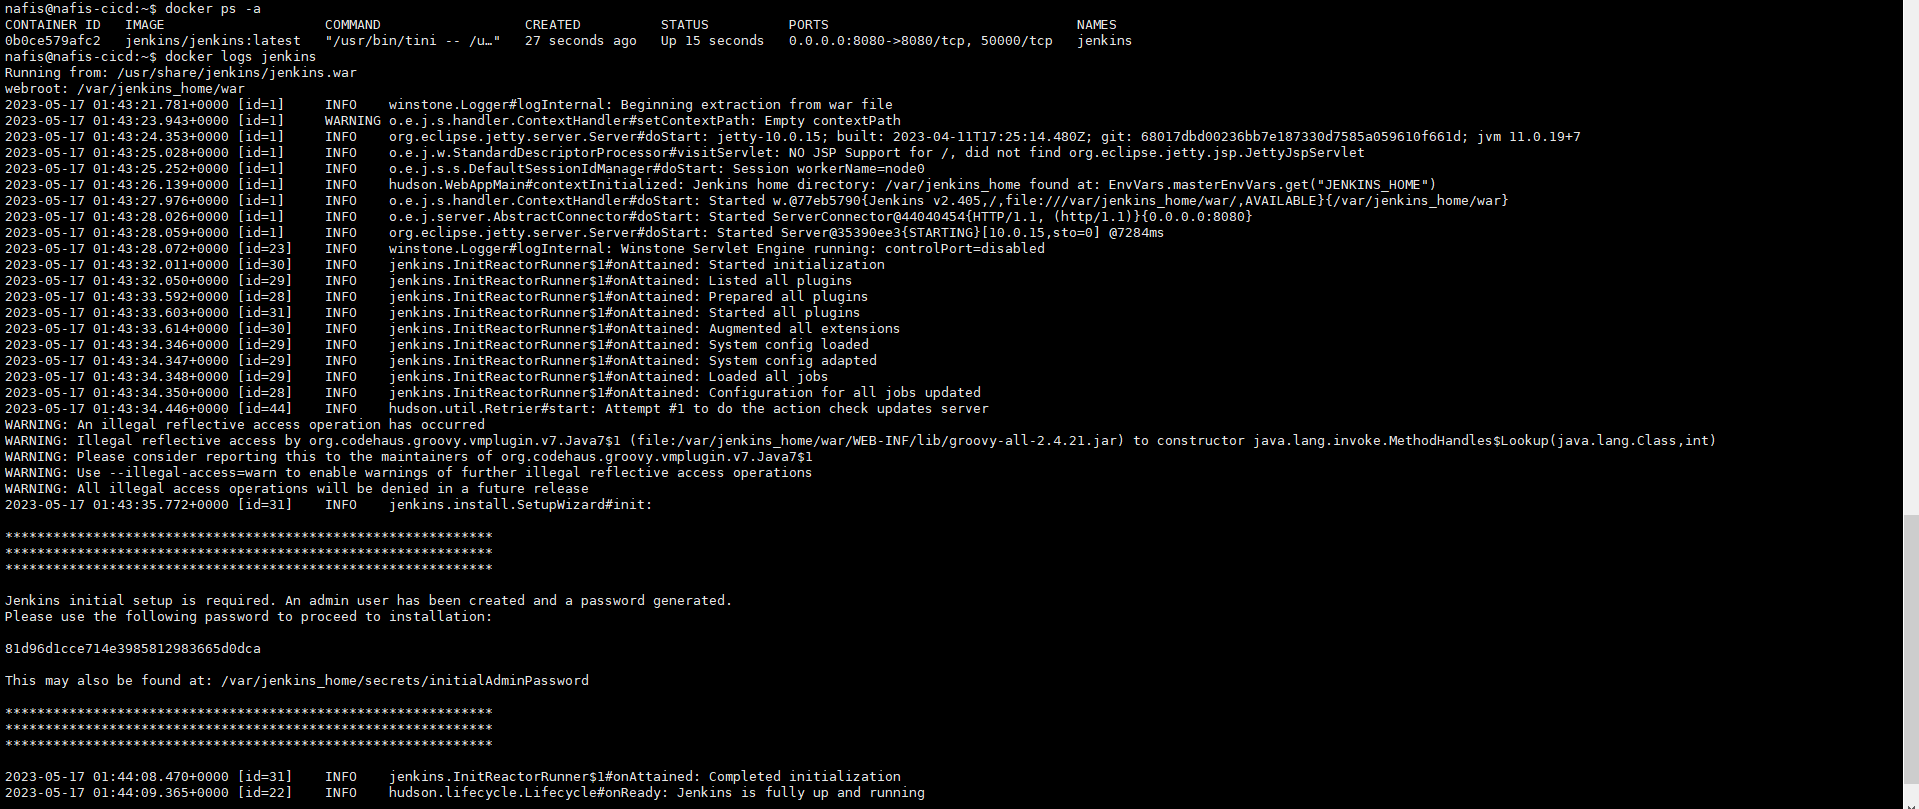 nafis@nafis-cicd:~$ docker ps -a
CONTAINER ID   IMAGE                    COMMAND                  CREATED          STATUS          PORTS                               NAMES
0b0ce579afc2   jenkins/jenkins:latest   "/usr/bin/tini -- /u…"   27 seconds ago   Up 15 seconds   0.0.0.0:8080->8080/tcp, 50000/tcp   jenkins
nafis@nafis-cicd:~$ docker logs jenkins
Running from: /usr/share/jenkins/jenkins.war
webroot: /var/jenkins_home/war
2023-05-17 01:43:21.781+0000 [id=1]     INFO    winstone.Logger#logInternal: Beginning extraction from war file
2023-05-17 01:43:23.943+0000 [id=1]     WARNING o.e.j.s.handler.ContextHandler#setContextPath: Empty contextPath
2023-05-17 01:43:24.353+0000 [id=1]     INFO    org.eclipse.jetty.server.Server#doStart: jetty-10.0.15; built: 2023-04-11T17:25:14.480Z; git: 68017dbd00236bb7e187330d7585a059610f661d; jvm 11.0.19+7
2023-05-17 01:43:25.028+0000 [id=1]     INFO    o.e.j.w.StandardDescriptorProcessor#visitServlet: NO JSP Support for /, did not find org.eclipse.jetty.jsp.JettyJspServlet
2023-05-17 01:43:25.252+0000 [id=1]     INFO    o.e.j.s.s.DefaultSessionIdManager#doStart: Session workerName=node0
2023-05-17 01:43:26.139+0000 [id=1]     INFO    hudson.WebAppMain#contextInitialized: Jenkins home directory: /var/jenkins_home found at: EnvVars.masterEnvVars.get("JENKINS_HOME")
2023-05-17 01:43:27.976+0000 [id=1]     INFO    o.e.j.s.handler.ContextHandler#doStart: Started w.@77eb5790{Jenkins v2.405,/,file:///var/jenkins_home/war/,AVAILABLE}{/var/jenkins_home/war}
2023-05-17 01:43:28.026+0000 [id=1]     INFO    o.e.j.server.AbstractConnector#doStart: Started ServerConnector@44040454{HTTP/1.1, (http/1.1)}{0.0.0.0:8080}
2023-05-17 01:43:28.059+0000 [id=1]     INFO    org.eclipse.jetty.server.Server#doStart: Started Server@35390ee3{STARTING}[10.0.15,sto=0] @7284ms
2023-05-17 01:43:28.072+0000 [id=23]    INFO    winstone.Logger#logInternal: Winstone Servlet Engine running: controlPort=disabled
2023-05-17 01:43:32.011+0000 [id=30]    INFO    jenkins.InitReactorRunner$1#onAttained: Started initialization
2023-05-17 01:43:32.050+0000 [id=29]    INFO    jenkins.InitReactorRunner$1#onAttained: Listed all plugins
2023-05-17 01:43:33.592+0000 [id=28]    INFO    jenkins.InitReactorRunner$1#onAttained: Prepared all plugins
2023-05-17 01:43:33.603+0000 [id=31]    INFO    jenkins.InitReactorRunner$1#onAttained: Started all plugins
2023-05-17 01:43:33.614+0000 [id=30]    INFO    jenkins.InitReactorRunner$1#onAttained: Augmented all extensions
2023-05-17 01:43:34.346+0000 [id=29]    INFO    jenkins.InitReactorRunner$1#onAttained: System config loaded
2023-05-17 01:43:34.347+0000 [id=29]    INFO    jenkins.InitReactorRunner$1#onAttained: System config adapted
2023-05-17 01:43:34.348+0000 [id=29]    INFO    jenkins.InitReactorRunner$1#onAttained: Loaded all jobs
2023-05-17 01:43:34.350+0000 [id=28]    INFO    jenkins.InitReactorRunner$1#onAttained: Configuration for all jobs updated
2023-05-17 01:43:34.446+0000 [id=44]    INFO    hudson.util.Retrier#start: Attempt #1 to do the action check updates server
WARNING: An illegal reflective access operation has occurred
WARNING: Illegal reflective access by org.codehaus.groovy.vmplugin.v7.Java7$1 (file:/var/jenkins_home/war/WEB-INF/lib/groovy-all-2.4.21.jar) to constructor java.lang.invoke.MethodHandles$Lookup(java.lang.Class,int)
WARNING: Please consider reporting this to the maintainers of org.codehaus.groovy.vmplugin.v7.Java7$1
WARNING: Use --illegal-access=warn to enable warnings of further illegal reflective access operations
WARNING: All illegal access operations will be denied in a future release
2023-05-17 01:43:35.772+0000 [id=31]    INFO    jenkins.install.SetupWizard#init:
*************************************************************
*************************************************************
*************************************************************
Jenkins initial setup is required. An admin user has been created and a password generated.
Please use the following password to proceed to installation:
81d96d1cce714e3985812983665d0dca
This may also be found at: /var/jenkins_home/secrets/initialAdminPassword
*************************************************************
*************************************************************
*************************************************************
2023-05-17 01:44:08.470+0000 [id=31]    INFO    jenkins.InitReactorRunner$1#onAttained: Completed initialization
2023-05-17 01:44:09.365+0000 [id=22]    INFO    hudson.lifecycle.Lifecycle#onReady: Jenkins is fully up and running